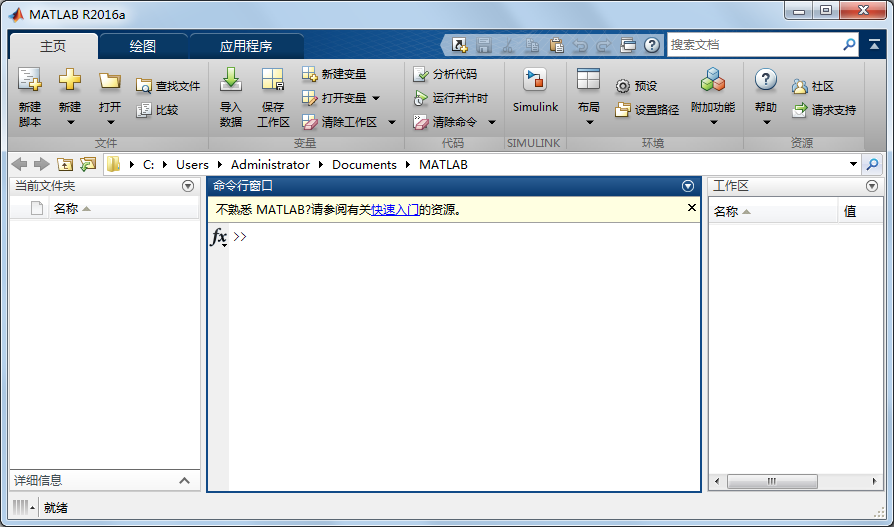 MATLAB R2016a
主页 绘图 应用程序 搜索文档
新建脚本 新建 打开 查找文件 比较
文件
导入数据 保存工作区 新建变量 打开变量 清除工作区
变量
分析代码 运行并计时 清除命令
代码
Simulink
SIMULINK
布局 预设 设置路径 附加功能
环境
帮助 社区 请求支持
资源
C: Users Administrator Documents MATLAB
当前文件夹
名称
命令行窗口
不熟悉 MATLAB?请参阅有关快速入门的资源。
fx >>
工作区
名称 值
详细信息
就绪